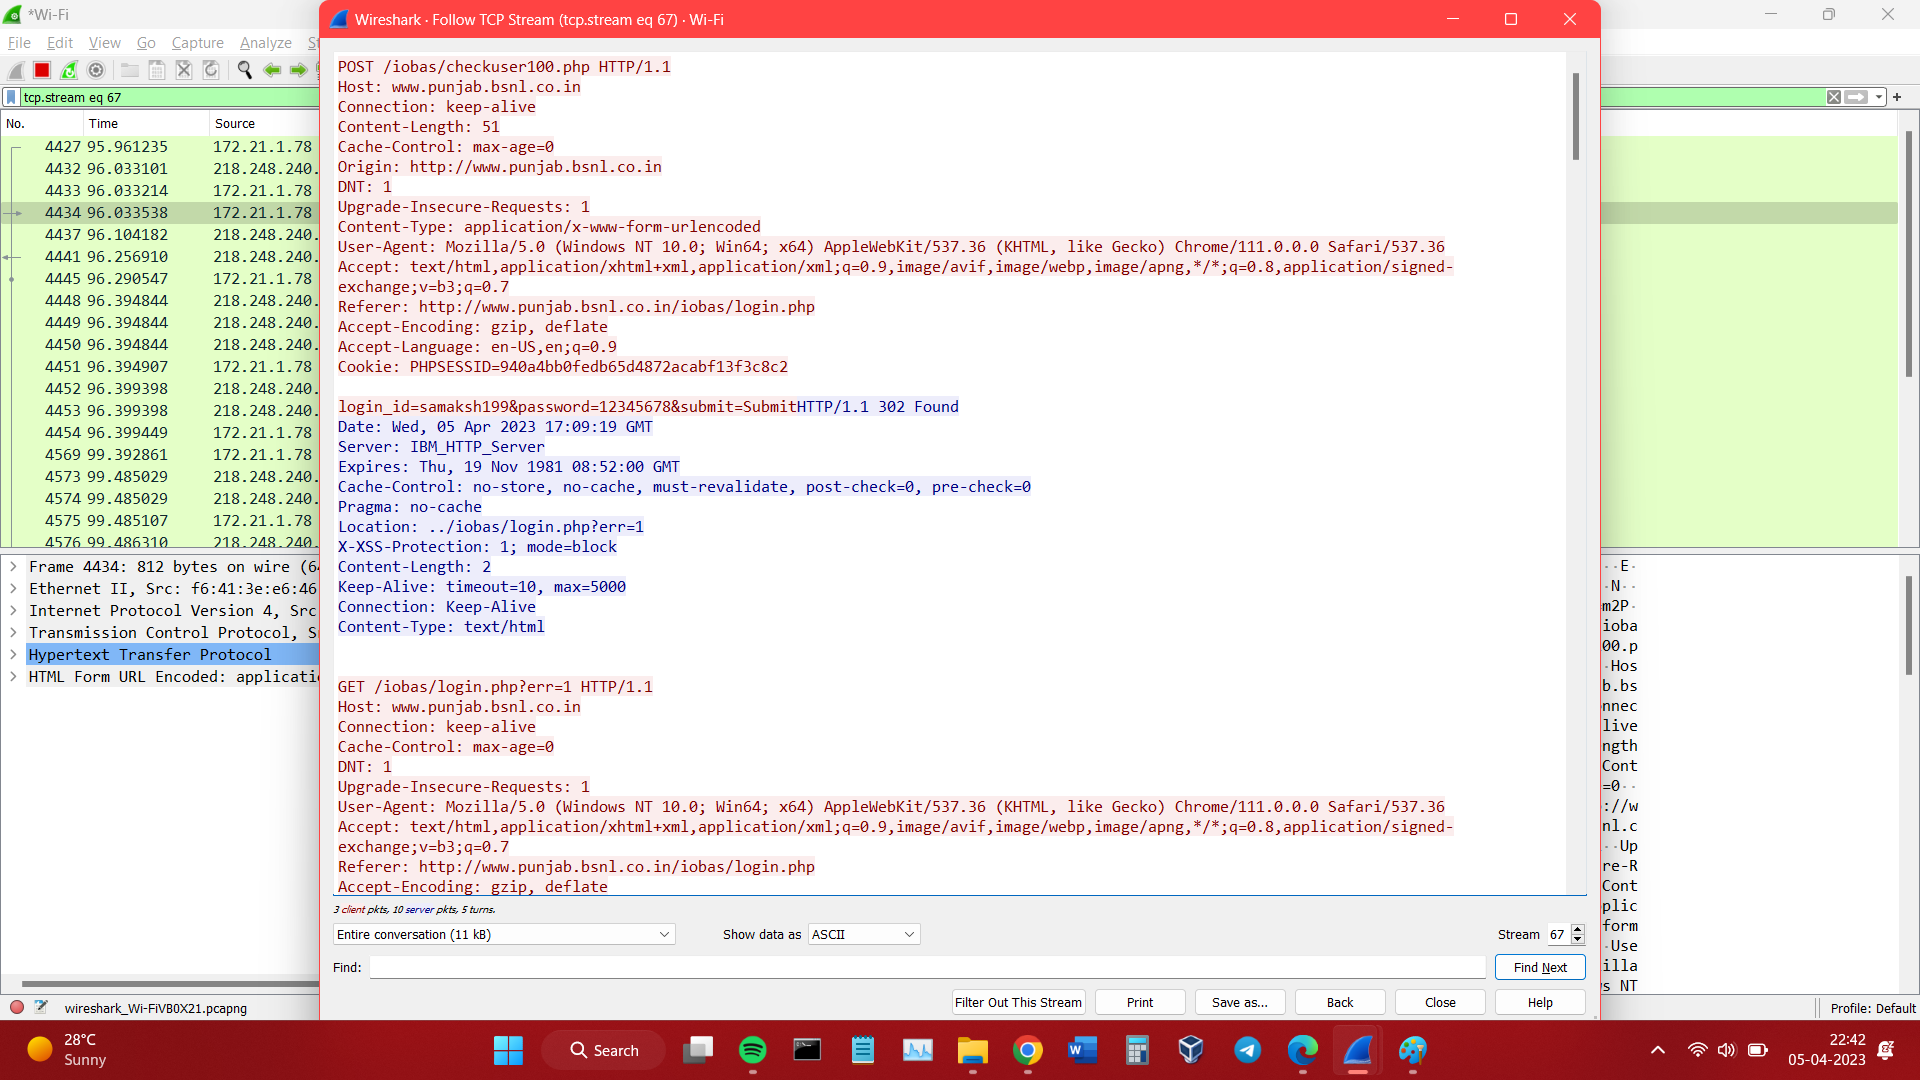 *Wi-Fi
File Edit View Go Capture Analyze
tcp.stream eq 67
No. Time Source
4427 95.961235 172.21.1.78
4432 96.033101 218.248.240.
4433 96.033214 172.21.1.78
4434 96.033538 172.21.1.78
4437 96.104182 218.248.240.
4441 96.256910 218.248.240.
4445 96.290547 172.21.1.78
4448 96.394844 218.248.240.
4449 96.394844 218.248.240.
4450 96.394844 218.248.240.
4451 96.394907 172.21.1.78
4452 96.399398 218.248.240.
4453 96.399398 218.248.240.
4454 96.399449 172.21.1.78
4569 99.392861 172.21.1.78
4573 99.485029 218.248.240.
4574 99.485029 218.248.240.
4575 99.485107 172.21.1.78
4576 99.486310 218.248.240.
Frame 4434: 812 bytes on wire (6
Ethernet II, Src: f6:41:3e:e6:46
Internet Protocol Version 4, Src
Transmission Control Protocol, S
Hypertext Transfer Protocol
HTML Form URL Encoded: applicati
wireshark_Wi-FiVB0X21.pcapng
Wireshark · Follow TCP Stream (tcp.stream eq 67) · Wi-Fi
POST /iobas/checkuser100.php HTTP/1.1
Host: www.punjab.bsnl.co.in
Connection: keep-alive
Content-Length: 51
Cache-Control: max-age=0
Origin: http://www.punjab.bsnl.co.in
DNT: 1
Upgrade-Insecure-Requests: 1
Content-Type: application/x-www-form-urlencoded
User-Agent: Mozilla/5.0 (Windows NT 10.0; Win64; x64) AppleWebKit/537.36 (KHTML, like Gecko) Chrome/111.0.0.0 Safari/537.36
Accept: text/html,application/xhtml+xml,application/xml;q=0.9,image/avif,image/webp,image/apng,*/*;q=0.8,application/signed-
exchange;v=b3;q=0.7
Referer: http://www.punjab.bsnl.co.in/iobas/login.php
Accept-Encoding: gzip, deflate
Accept-Language: en-US,en;q=0.9
Cookie: PHPSESSID=940a4bb0fedb65d4872acabf13f3c8c2
login_id=samaksh199&password=12345678&submit=SubmitHTTP/1.1 302 Found
Date: Wed, 05 Apr 2023 17:09:19 GMT
Server: IBM_HTTP_Server
Expires: Thu, 19 Nov 1981 08:52:00 GMT
Cache-Control: no-store, no-cache, must-revalidate, post-check=0, pre-check=0
Pragma: no-cache
Location: ../iobas/login.php?err=1
X-XSS-Protection: 1; mode=block
Content-Length: 2
Keep-Alive: timeout=10, max=5000
Connection: Keep-Alive
Content-Type: text/html
GET /iobas/login.php?err=1 HTTP/1.1
Host: www.punjab.bsnl.co.in
Connection: keep-alive
Cache-Control: max-age=0
DNT: 1
Upgrade-Insecure-Requests: 1
User-Agent: Mozilla/5.0 (Windows NT 10.0; Win64; x64) AppleWebKit/537.36 (KHTML, like Gecko) Chrome/111.0.0.0 Safari/537.36
Accept: text/html,application/xhtml+xml,application/xml;q=0.9,image/avif,image/webp,image/apng,*/*;q=0.8,application/signed-
exchange;v=b3;q=0.7
Referer: http://www.punjab.bsnl.co.in/iobas/login.php
Accept-Encoding: gzip, deflate
3 client pkts, 10 server pkts, 5 turns.
Entire conversation (11 kB) Show data as ASCII Stream 67
Find: Find Next
Filter Out This Stream Print Save as... Back Close Help
··E·
·N··
m2P·
ioba
00.p
·Hos
b.bs
nnec
live
ngth
Cont
=0··
://w
nl.c
·Up
re-R
Cont
plic
form
·Use
illa
s NT
Profile: Default
28°C
Sunny
Search
22:42
05-04-2023